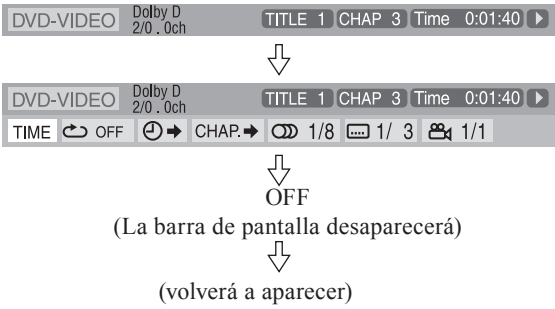 DVD-VIDEO Dolby D 2/0 . 0ch TITLE 1 CHAP 3 Time 0:01:40
DVD-VIDEO Dolby D 2/0 . 0ch TITLE 1 CHAP 3 Time 0:01:40
TIME OFF CHAP. 1/8 1/ 3 1/1
OFF
(La barra de pantalla desaparecerá)
(volverá a aparecer)